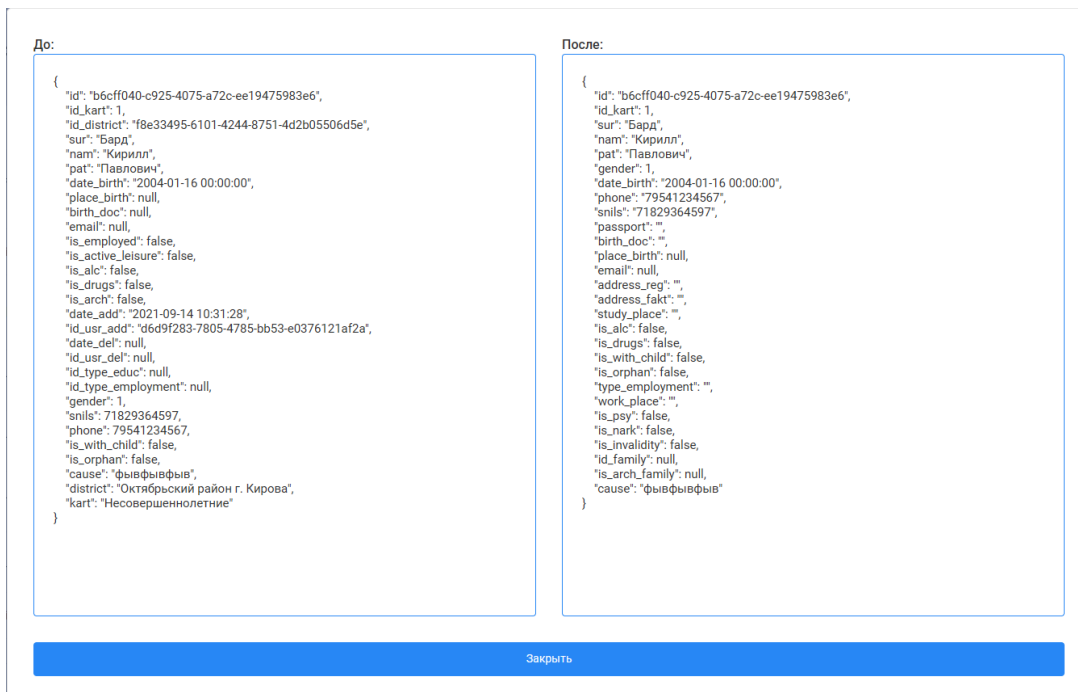 До:
{
"id": "b6cff040-c925-4075-a72c-ee19475983e6",
"id_kart": 1,
"id_district": "f8e33495-6101-4244-8751-4d2b05506d5e",
"sur": "Бард",
"nam": "Кирилл",
"pat": "Павлович",
"date_birth": "2004-01-16 00:00:00",
"place_birth": null,
"birth_doc": null,
"email": null,
"is_employed": false,
"is_active_leisure": false,
"is_alc": false,
"is_drugs": false,
"is_arch": false,
"date_add": "2021-09-14 10:31:28",
"id_usr_add": "d6d9f283-7805-4785-bb53-e0376121af2a",
"date_del": null,
"id_usr_del": null,
"id_type_educ": null,
"id_type_employment": null,
"gender": 1,
"snils": 71829364597,
"phone": 79541234567,
"is_with_child": false,
"is_orphan": false,
"cause": "фывфывфыв",
"district": "Октябрьский район г. Кирова",
"kart": "Несовершеннолетние"
}
После:
{
"id": "b6cff040-c925-4075-a72c-ee19475983e6",
"id_kart": 1,
"sur": "Бард",
"nam": "Кирилл",
"pat": "Павлович",
"gender": 1,
"date_birth": "2004-01-16 00:00:00",
"phone": "79541234567",
"snils": "71829364597",
"passport": "",
"birth_doc": "",
"place_birth": null,
"email": null,
"address_reg": "",
"address_fakt": "",
"study_place": "",
"is_alc": false,
"is_drugs": false,
"is_with_child": false,
"is_orphan": false,
"type_employment": "",
"work_place": "",
"is_psy": false,
"is_nark": false,
"is_invalidity": false,
"id_family": null,
"is_arch_family": null,
"cause": "фывфывфыв"
}
Закрыть